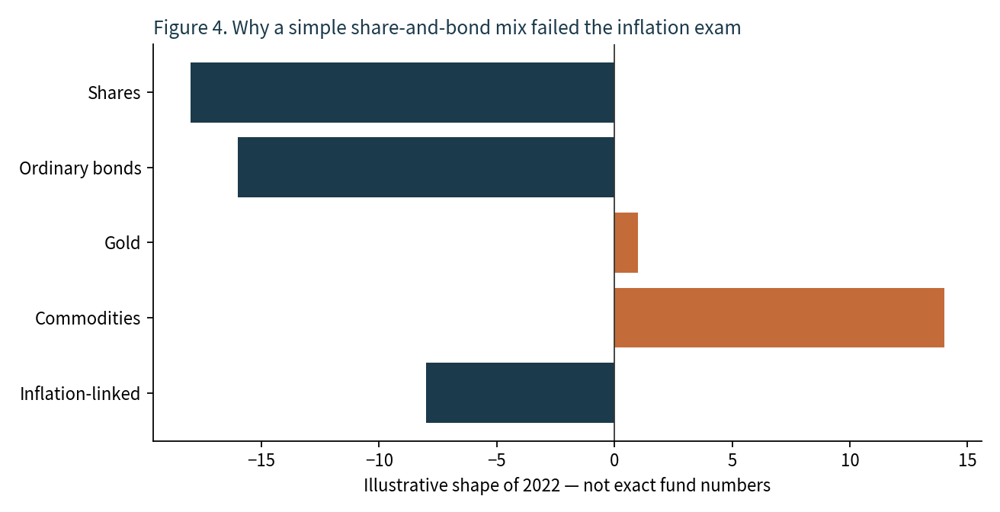 Figure 4. Why a simple share-and-bond mix failed the inflation exam
Shares
Ordinary bonds
Gold
Commodities
Inflation-linked
−15 −10 −5 0 5 10 15
Illustrative shape of 2022 — not exact fund numbers